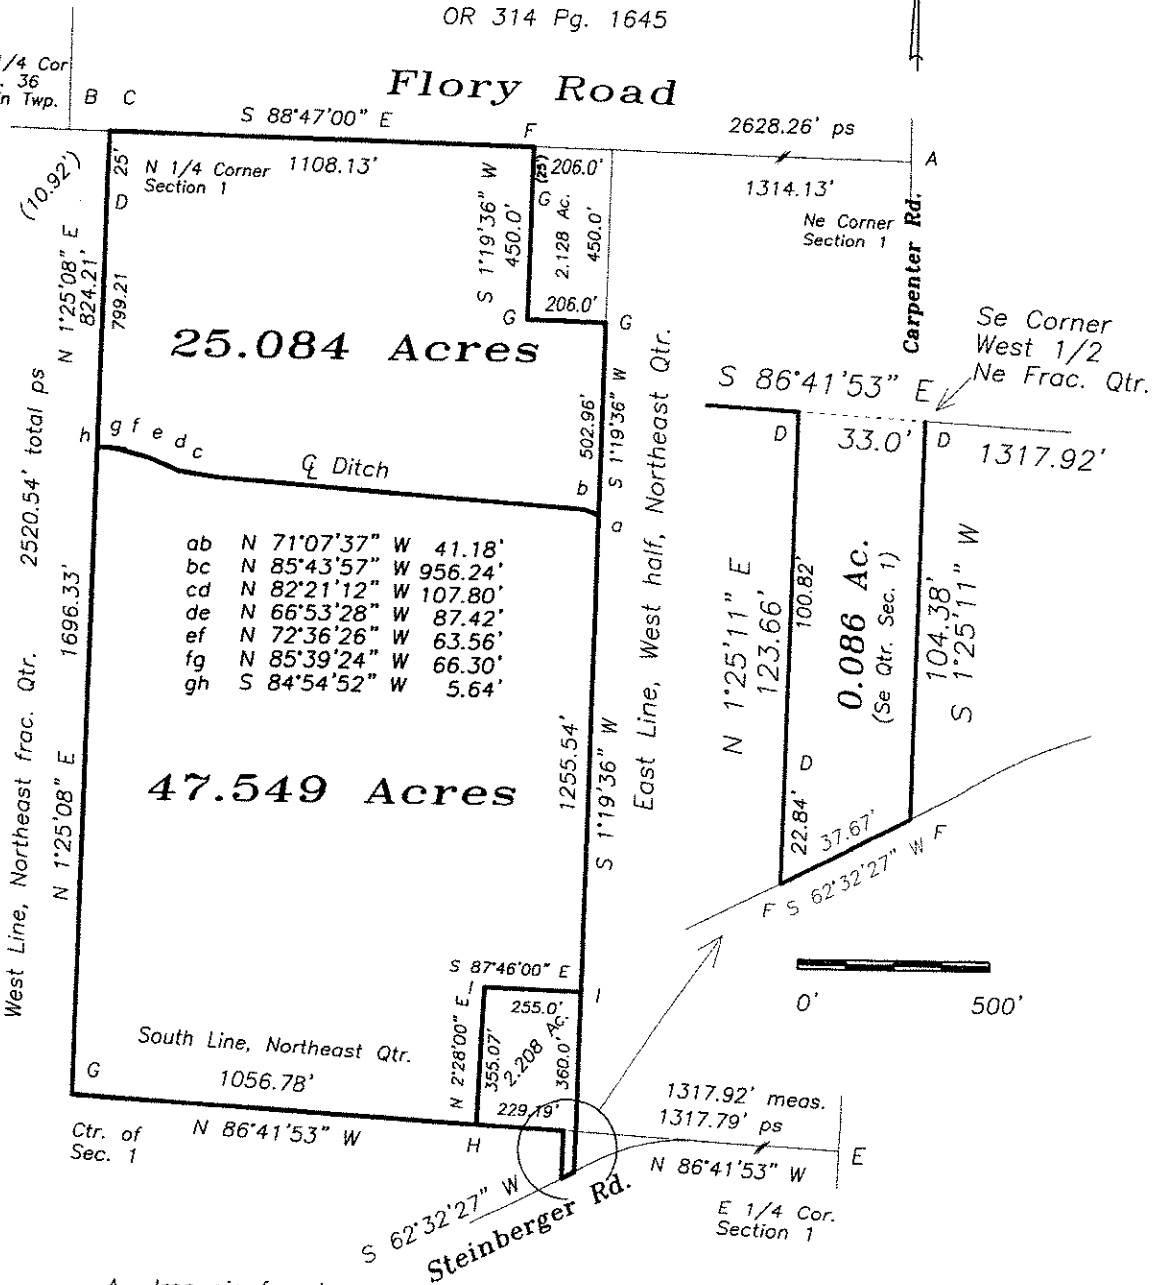 OR 314 Pg. 1645
1/4 Cor
. 36
n Twp.
B C
Flory Road
S 88°47'00" E
F
2628.26' ps
A
25'
N 1/4 Corner
Section 1
1108.13'
(25')
206.0'
1314.13'
Ne Corner
Section 1
Carpenter Rd.
(10.92')
D
G
S 1°19'36" W
450.0'
2.128 Ac.
450.0'
206.0'
G
G
N 1°25'08" E
824.21'
799.21
25.084 Acres
Se Corner
West 1/2
Ne Frac. Qtr.
S 86°41'53" E
D
33.0'
D
1317.92'
502.96'
S 1°19'36" W
East Line, West half, Northeast Qtr.
h g f e d c
℄ Ditch
b
a
2520.54' total ps
West Line, Northeast frac. Qtr.
1696.33'
N 1°25'08" E
ab N 71°07'37" W 41.18'
bc N 85°43'57" W 956.24'
cd N 82°21'12" W 107.80'
de N 66°53'28" W 87.42'
ef N 72°36'26" W 63.56'
fg N 85°39'24" W 66.30'
gh S 84°54'52" W 5.64'
47.549 Acres
1255.54'
S 1°19'36" W
N 1°25'11" E
123.66'
100.82'
0.086 Ac.
(Se Qtr. Sec. 1)
104.38'
S 1°25'11" W
D
22.84'
37.67'
F
F S 62°32'27" W
0' 500'
S 87°46'00" E
I
I
255.0'
N 2°28'00" E
355.07'
2.208 Ac.
360.0'
229.19'
South Line, Northeast Qtr.
G
1056.78'
Ctr. of
Sec. 1
N 86°41'53" W
H
1317.92' meas.
1317.79' ps
N 86°41'53" W
E
E 1/4 Cor.
Section 1
S 62°32'27" W
Steinberger Rd.